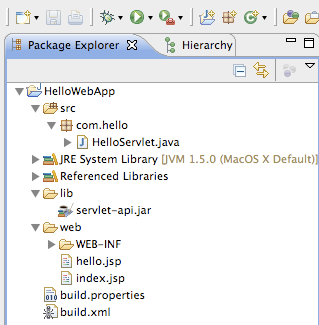 Package Explorer
Hierarchy
HelloWebApp
src
com.hello
HelloServlet.java
JRE System Library [JVM 1.5.0 (MacOS X Default)]
Referenced Libraries
lib
servlet-api.jar
web
WEB-INF
hello.jsp
index.jsp
build.properties
build.xml